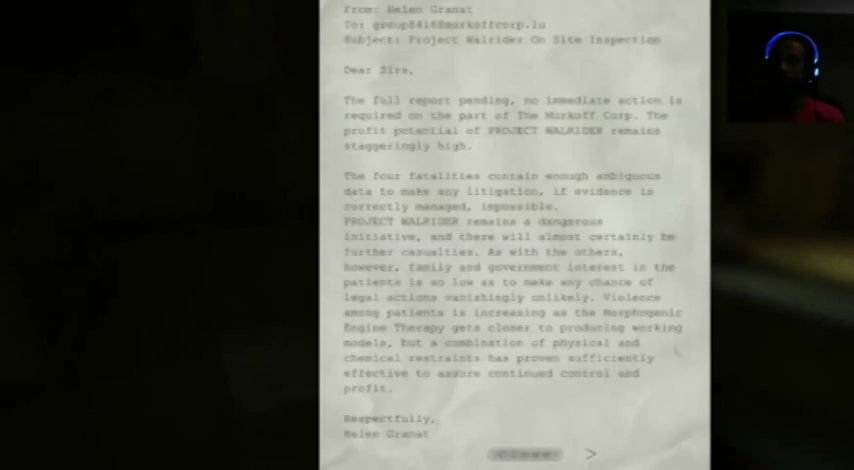 From: Helen Granat
To: group8416@murkoffcorp.lu
Subject: Project Walrider On Site Inspection
Dear Sirs,
The full report pending, no immediate action is
required on the part of The Murkoff Corp. The
profit potential of PROJECT WALRIDER remains
staggeringly high.
The four fatalities contain enough ambiguous
data to make any litigation, if evidence is
correctly managed, impossible.
PROJECT WALRIDER remains a dangerous
initiative, and there will almost certainly be
further casualties. As with the others,
however, family and government interest in the
patients is so low as to make any chance of
legal actions vanishingly unlikely. Violence
among patients is increasing as the Morphogenic
Engine Therapy gets closer to producing working
models, but a combination of physical and
chemical restraints has proven sufficiently
effective to assure continued control and
profit.
Respectfully,
Helen Granat
Close >